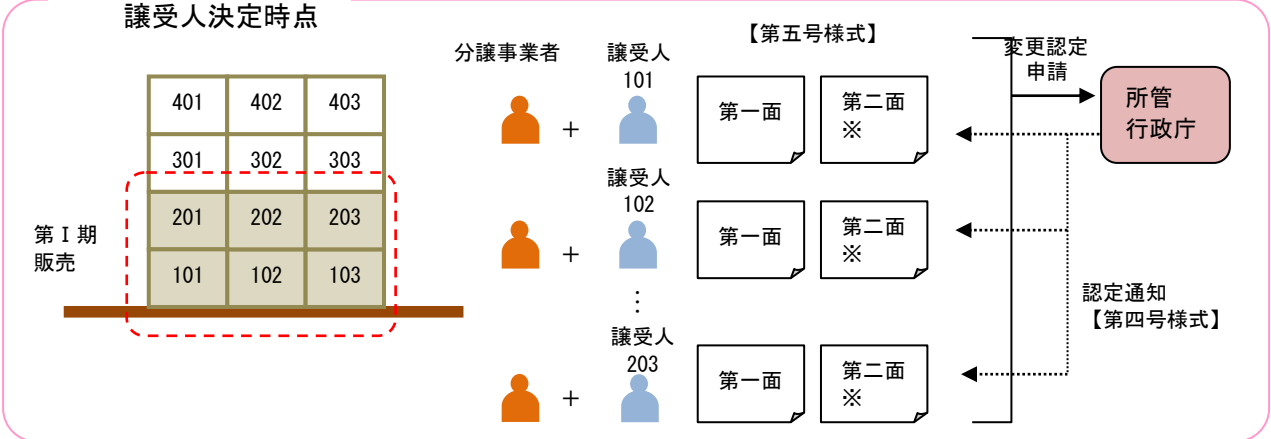 譲受人決定時点
401 402 403
301 302 303
201 202 203
101 102 103
第Ⅰ期
販売
【第五号様式】
分譲事業者
譲受人
101
+
第一面
第二面
※
譲受人
102
+
第一面
第二面
※
…
譲受人
203
+
第一面
第二面
※
変更認定
申請
所管
行政庁
認定通知
【第四号様式】